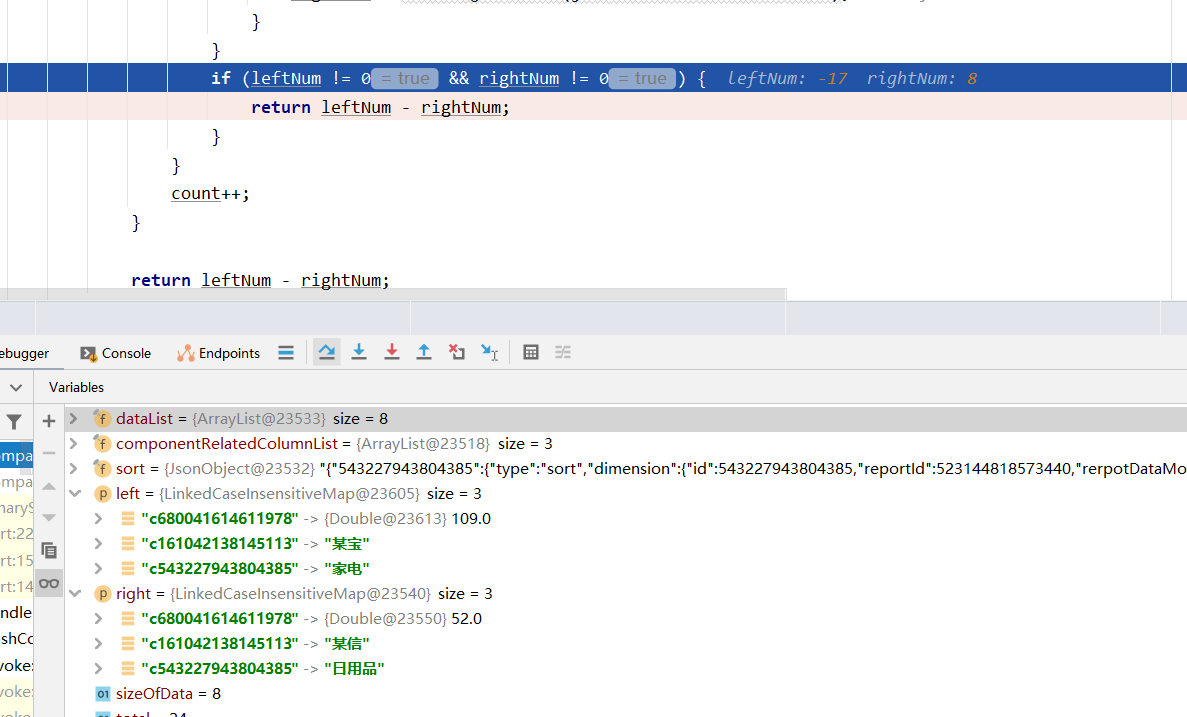 }
}
if (leftNum != 0 = true && rightNum != 0 = true ) { leftNum: -17 rightNum: 8
return leftNum - rightNum;
}
}
count++;
}
return leftNum - rightNum;
ebugger Console Endpoints
Variables
dataList = {ArrayList@23533} size = 8
componentRelatedColumnList = {ArrayList@23518} size = 3
sort = {JsonObject@23532} "{"543227943804385":{"type":"sort","dimension":{"id":543227943804385,"reportId":523144818573440,"rerpotDataMo
left = {LinkedCaseInsensitiveMap@23605} size = 3
"c680041614611978" -> {Double@23613} 109.0
"c161042138145113" -> "某宝"
"c543227943804385" -> "家电"
right = {LinkedCaseInsensitiveMap@23540} size = 3
"c680041614611978" -> {Double@23550} 52.0
"c161042138145113" -> "某信"
"c543227943804385" -> "日用品"
01 sizeOfData = 8
ompa
ompa
naryS
rt:22
rt:15
rt:14
ndle
shCo
voke:
voke: